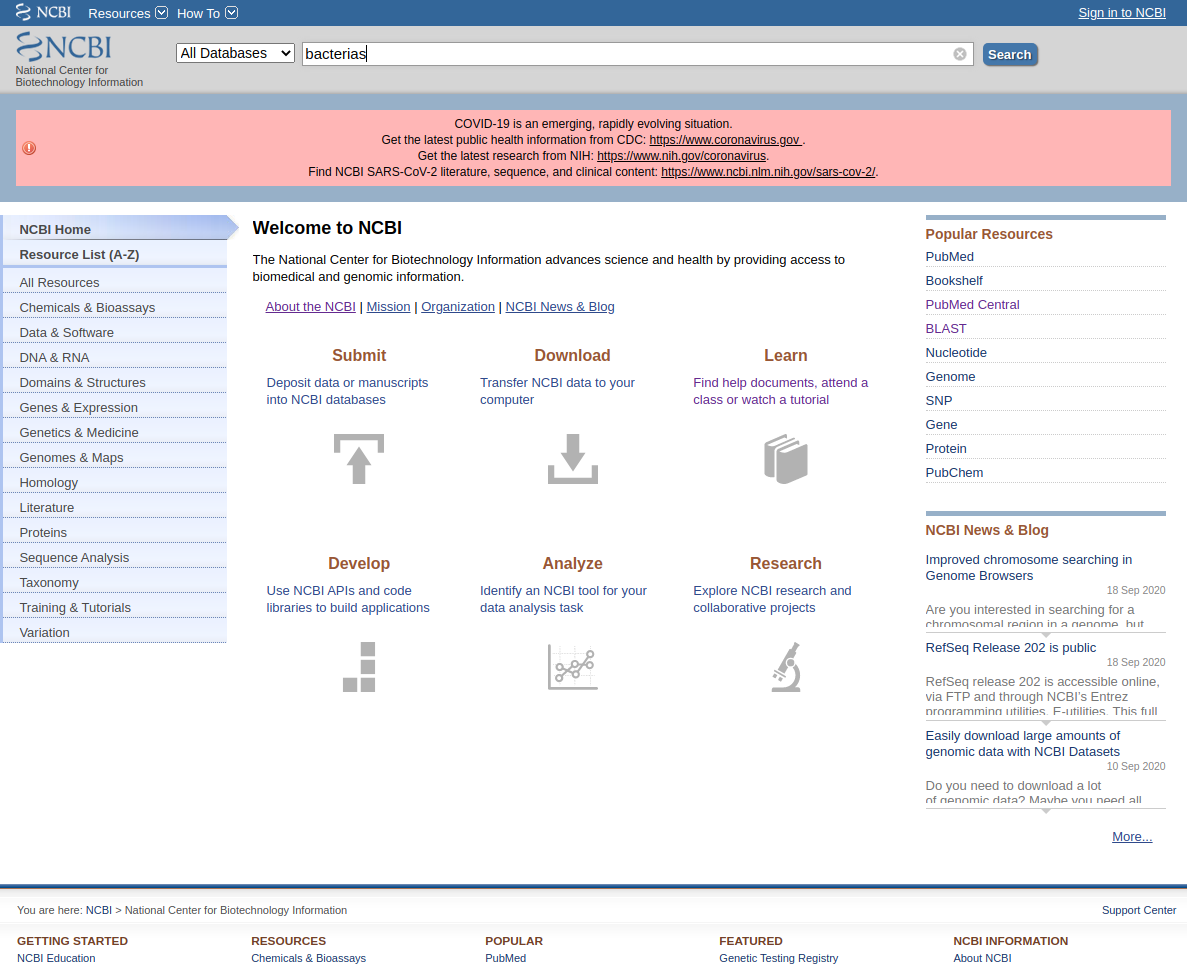 NCBI Resources How To Sign in to NCBI
NCBI
National Center for
Biotechnology Information
All Databases bacterias Search
COVID-19 is an emerging, rapidly evolving situation.
Get the latest public health information from CDC: https://www.coronavirus.gov .
Get the latest research from NIH: https://www.nih.gov/coronavirus.
Find NCBI SARS-CoV-2 literature, sequence, and clinical content: https://www.ncbi.nlm.nih.gov/sars-cov-2/.
NCBI Home
Resource List (A-Z)
All Resources
Chemicals & Bioassays
Data & Software
DNA & RNA
Domains & Structures
Genes & Expression
Genetics & Medicine
Genomes & Maps
Homology
Literature
Proteins
Sequence Analysis
Taxonomy
Training & Tutorials
Variation
Welcome to NCBI
The National Center for Biotechnology Information advances science and health by providing access to
biomedical and genomic information.
About the NCBI | Mission | Organization | NCBI News & Blog
Submit
Deposit data or manuscripts
into NCBI databases
Download
Transfer NCBI data to your
computer
Learn
Find help documents, attend a
class or watch a tutorial
Develop
Use NCBI APIs and code
libraries to build applications
Analyze
Identify an NCBI tool for your
data analysis task
Research
Explore NCBI research and
collaborative projects
Popular Resources
PubMed
Bookshelf
PubMed Central
BLAST
Nucleotide
Genome
SNP
Gene
Protein
PubChem
NCBI News & Blog
Improved chromosome searching in
Genome Browsers
18 Sep 2020
Are you interested in searching for a
chromosomal region in a genome, but
RefSeq Release 202 is public
18 Sep 2020
RefSeq release 202 is accessible online,
via FTP and through NCBI's Entrez
programming utilities, E-utilities. This full
Easily download large amounts of
genomic data with NCBI Datasets
10 Sep 2020
Do you need to download a lot
of genomic data? Maybe you need all
More...
You are here: NCBI > National Center for Biotechnology Information
Support Center
GETTING STARTED
NCBI Education
RESOURCES
Chemicals & Bioassays
POPULAR
PubMed
FEATURED
Genetic Testing Registry
NCBI INFORMATION
About NCBI